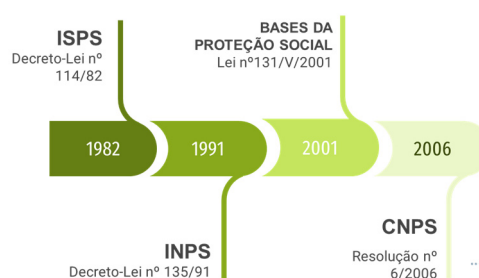 ISPS
Decreto-Lei nº
114/82
BASES DA
PROTEÇÃO SOCIAL
Lei nº131/V/2001
1982
1991
2001
2006
INPS
Decreto-Lei nº 135/91
CNPS
Resolução nº
6/2006
..